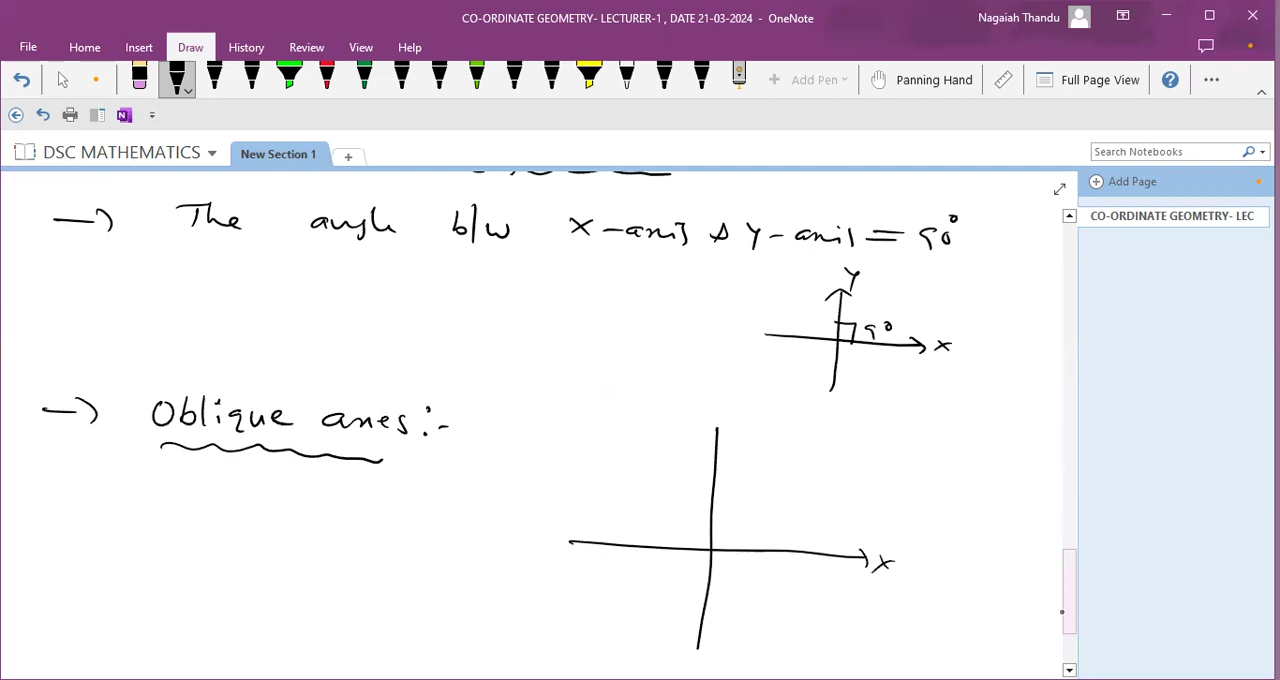 CO-ORDINATE GEOMETRY- LECTURER-1 , DATE 21-03-2024 - OneNote
Nagaiah Thandu
File Home Insert Draw History Review View Help
Add Pen
Panning Hand
Full Page View
DSC MATHEMATICS
New Section 1
Search Notebooks
Add Page
CO-ORDINATE GEOMETRY- LEC
→ The angle b/w X-axis & Y-axis = 90°
Y
90°
X
→ Oblique axes:-
X